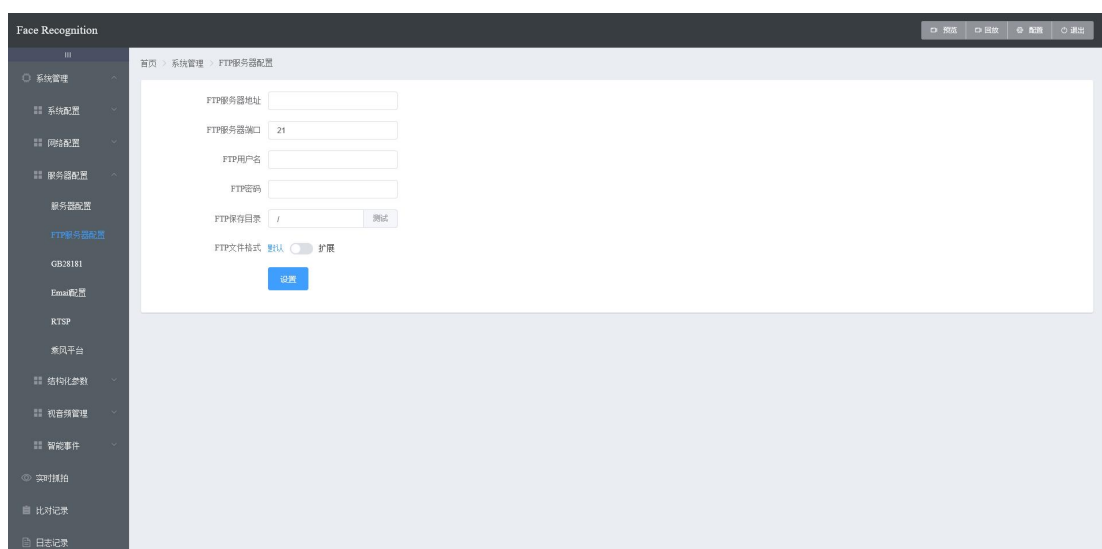 Face Recognition
预览
回放
配置
退出
首页 > 系统管理 > FTP服务器配置
系统管理
系统配置
网络配置
服务器配置
服务器配置
FTP服务器配置
GB28181
Email配置
RTSP
乘风平台
结构化参数
视音频管理
智能事件
实时抓拍
比对记录
日志记录
FTP服务器地址
FTP服务器端口 21
FTP用户名
FTP密码
FTP保存目录 / 测试
FTP文件格式 默认 扩展
设置